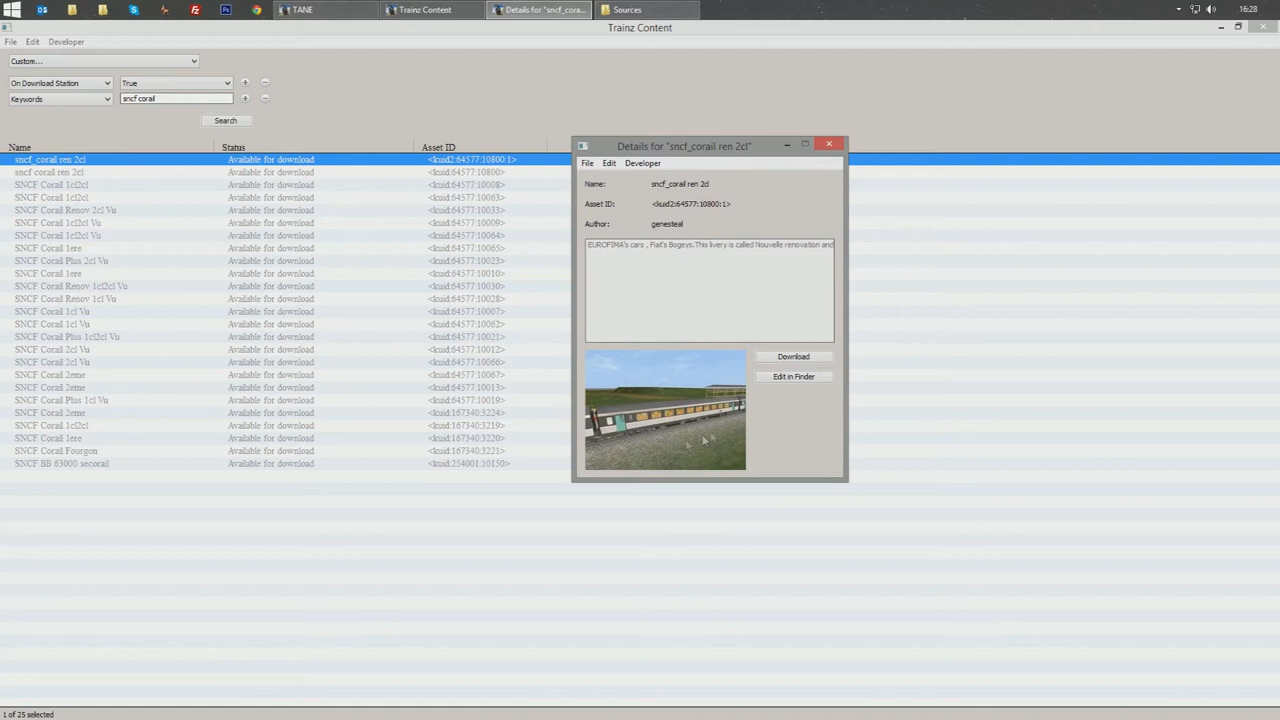 TANE
Trainz Content
Details for "sncf_cora...
Sources
16:28
Trainz Content
File Edit Developer
Custom...
On Download Station True
Keywords sncf corail
Search
Name Status Asset ID
sncf_corail ren 2cl Available for download <kuid2:64577:10800:1>
sncf corail ren 2cl Available for download <kuid:64577:10800>
SNCF Corail 1cl2cl Available for download <kuid:64577:10008>
SNCF Corail 1cl2cl Available for download <kuid:64577:10063>
SNCF Corail Renov 2cl Vu Available for download <kuid:64577:10033>
SNCF Corail 1cl2cl Vu Available for download <kuid:64577:10009>
SNCF Corail 1cl2cl Vu Available for download <kuid:64577:10064>
SNCF Corail 1ere Available for download <kuid:64577:10065>
SNCF Corail Plus 2cl Vu Available for download <kuid:64577:10023>
SNCF Corail 1ere Available for download <kuid:64577:10010>
SNCF Corail Renov 1cl2cl Vu Available for download <kuid:64577:10030>
SNCF Corail Renov 1cl Vu Available for download <kuid:64577:10028>
SNCF Corail 1cl Vu Available for download <kuid:64577:10007>
SNCF Corail 1cl Vu Available for download <kuid:64577:10062>
SNCF Corail Plus 1cl2cl Vu Available for download <kuid:64577:10021>
SNCF Corail 2cl Vu Available for download <kuid:64577:10012>
SNCF Corail 2cl Vu Available for download <kuid:64577:10066>
SNCF Corail 2eme Available for download <kuid:64577:10067>
SNCF Corail 2eme Available for download <kuid:64577:10013>
SNCF Corail Plus 1cl Vu Available for download <kuid:64577:10019>
SNCF Corail 2eme Available for download <kuid:167340:3224>
SNCF Corail 1cl2cl Available for download <kuid:167340:3219>
SNCF Corail 1ere Available for download <kuid:167340:3220>
SNCF Corail Fourgon Available for download <kuid:167340:3221>
SNCF BB 63000 secorail Available for download <kuid:254001:10150>
Details for "sncf_corail ren 2cl"
File Edit Developer
Name: sncf_corail ren 2cl
Asset ID: <kuid2:64577:10800:1>
Author: genesteal
EUROFIMA's cars , Fiat's Bogeys.This livery is called Nouvelle renovation and
Download
Edit in Finder
1 of 25 selected